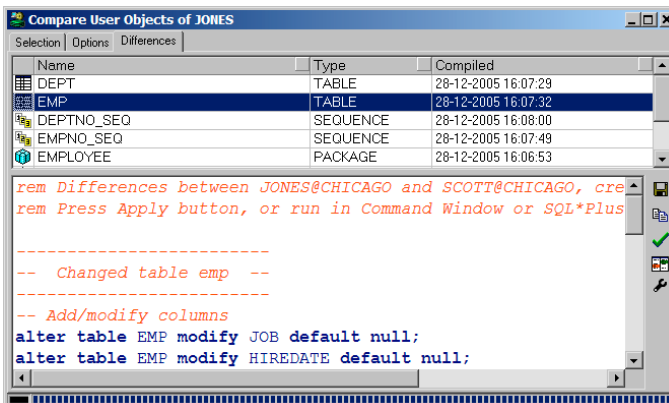 Compare User Objects of JONES
Selection Options Differences
Name Type Compiled
DEPT TABLE 28-12-2005 16:07:29
EMP TABLE 28-12-2005 16:07:32
DEPTNO_SEQ SEQUENCE 28-12-2005 16:08:00
EMPNO_SEQ SEQUENCE 28-12-2005 16:07:49
EMPLOYEE PACKAGE 28-12-2005 16:06:53
rem Differences between JONES@CHICAGO and SCOTT@CHICAGO, cre
rem Press Apply button, or run in Command Window or SQL*Plus
---------------------------
--  Changed table emp  --
---------------------------
-- Add/modify columns
alter table EMP modify JOB default null;
alter table EMP modify HIREDATE default null;